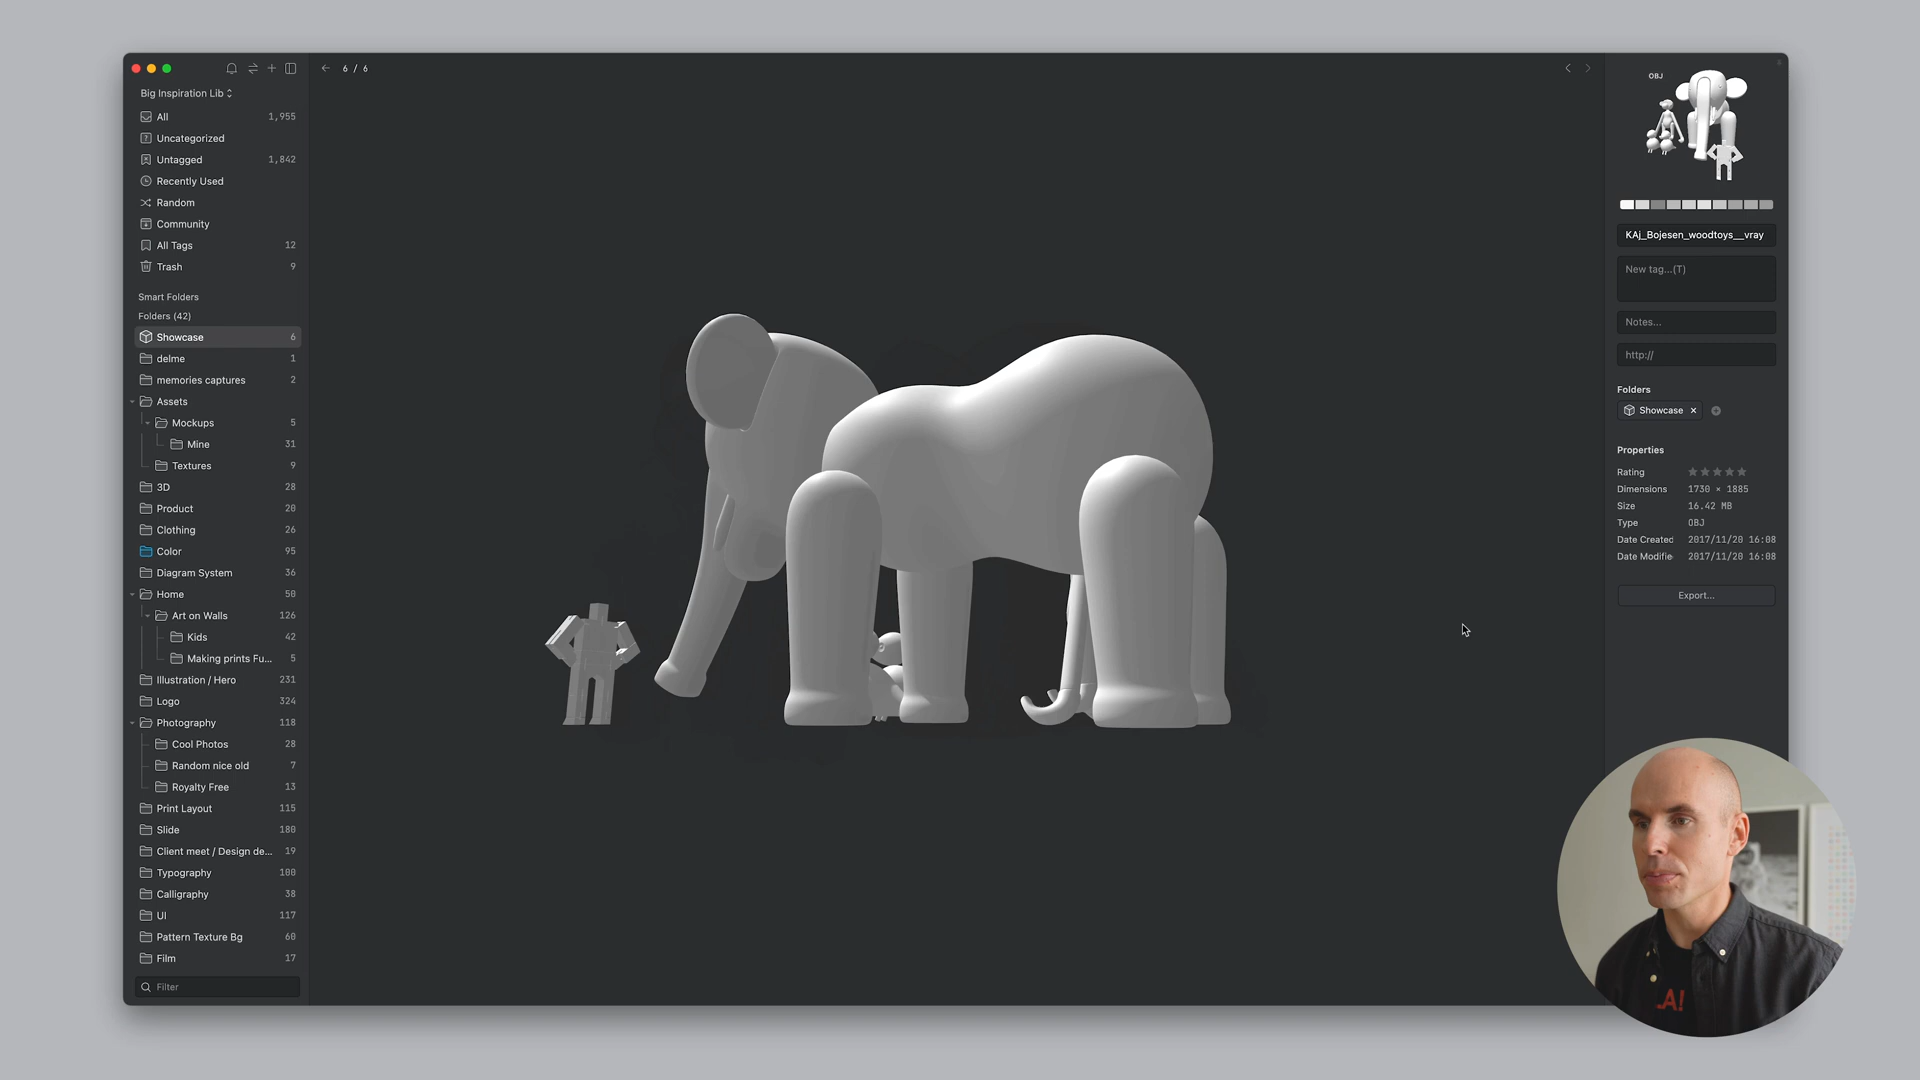 6 / 6
Big Inspiration Lib
All 1,955
Uncategorized
Untagged 1,842
Recently Used
Random
Community
All Tags 12
Trash 9
Smart Folders
Folders (42)
Showcase 6
delme 1
memories captures 2
Assets
Mockups 5
Mine 31
Textures 9
3D 28
Product 20
Clothing 26
Color 95
Diagram System 36
Home 50
Art on Walls 126
Kids 42
Making prints Fu... 5
Illustration / Hero 231
Logo 324
Photography 118
Cool Photos 28
Random nice old 7
Royalty Free 13
Print Layout 115
Slide 180
Client meet / Design de... 19
Typography 100
Calligraphy 38
UI 117
Pattern Texture Bg 60
Film 17
Filter
OBJ
KAj_Bojesen_woodtoys__vray
New tag...(T)
Notes...
http://
Folders
Showcase
Properties
Rating
Dimensions 1730 × 1885
Size 16.42 MB
Type OBJ
Date Created 2017/11/20 16:08
Date Modifie 2017/11/20 16:08
Export...